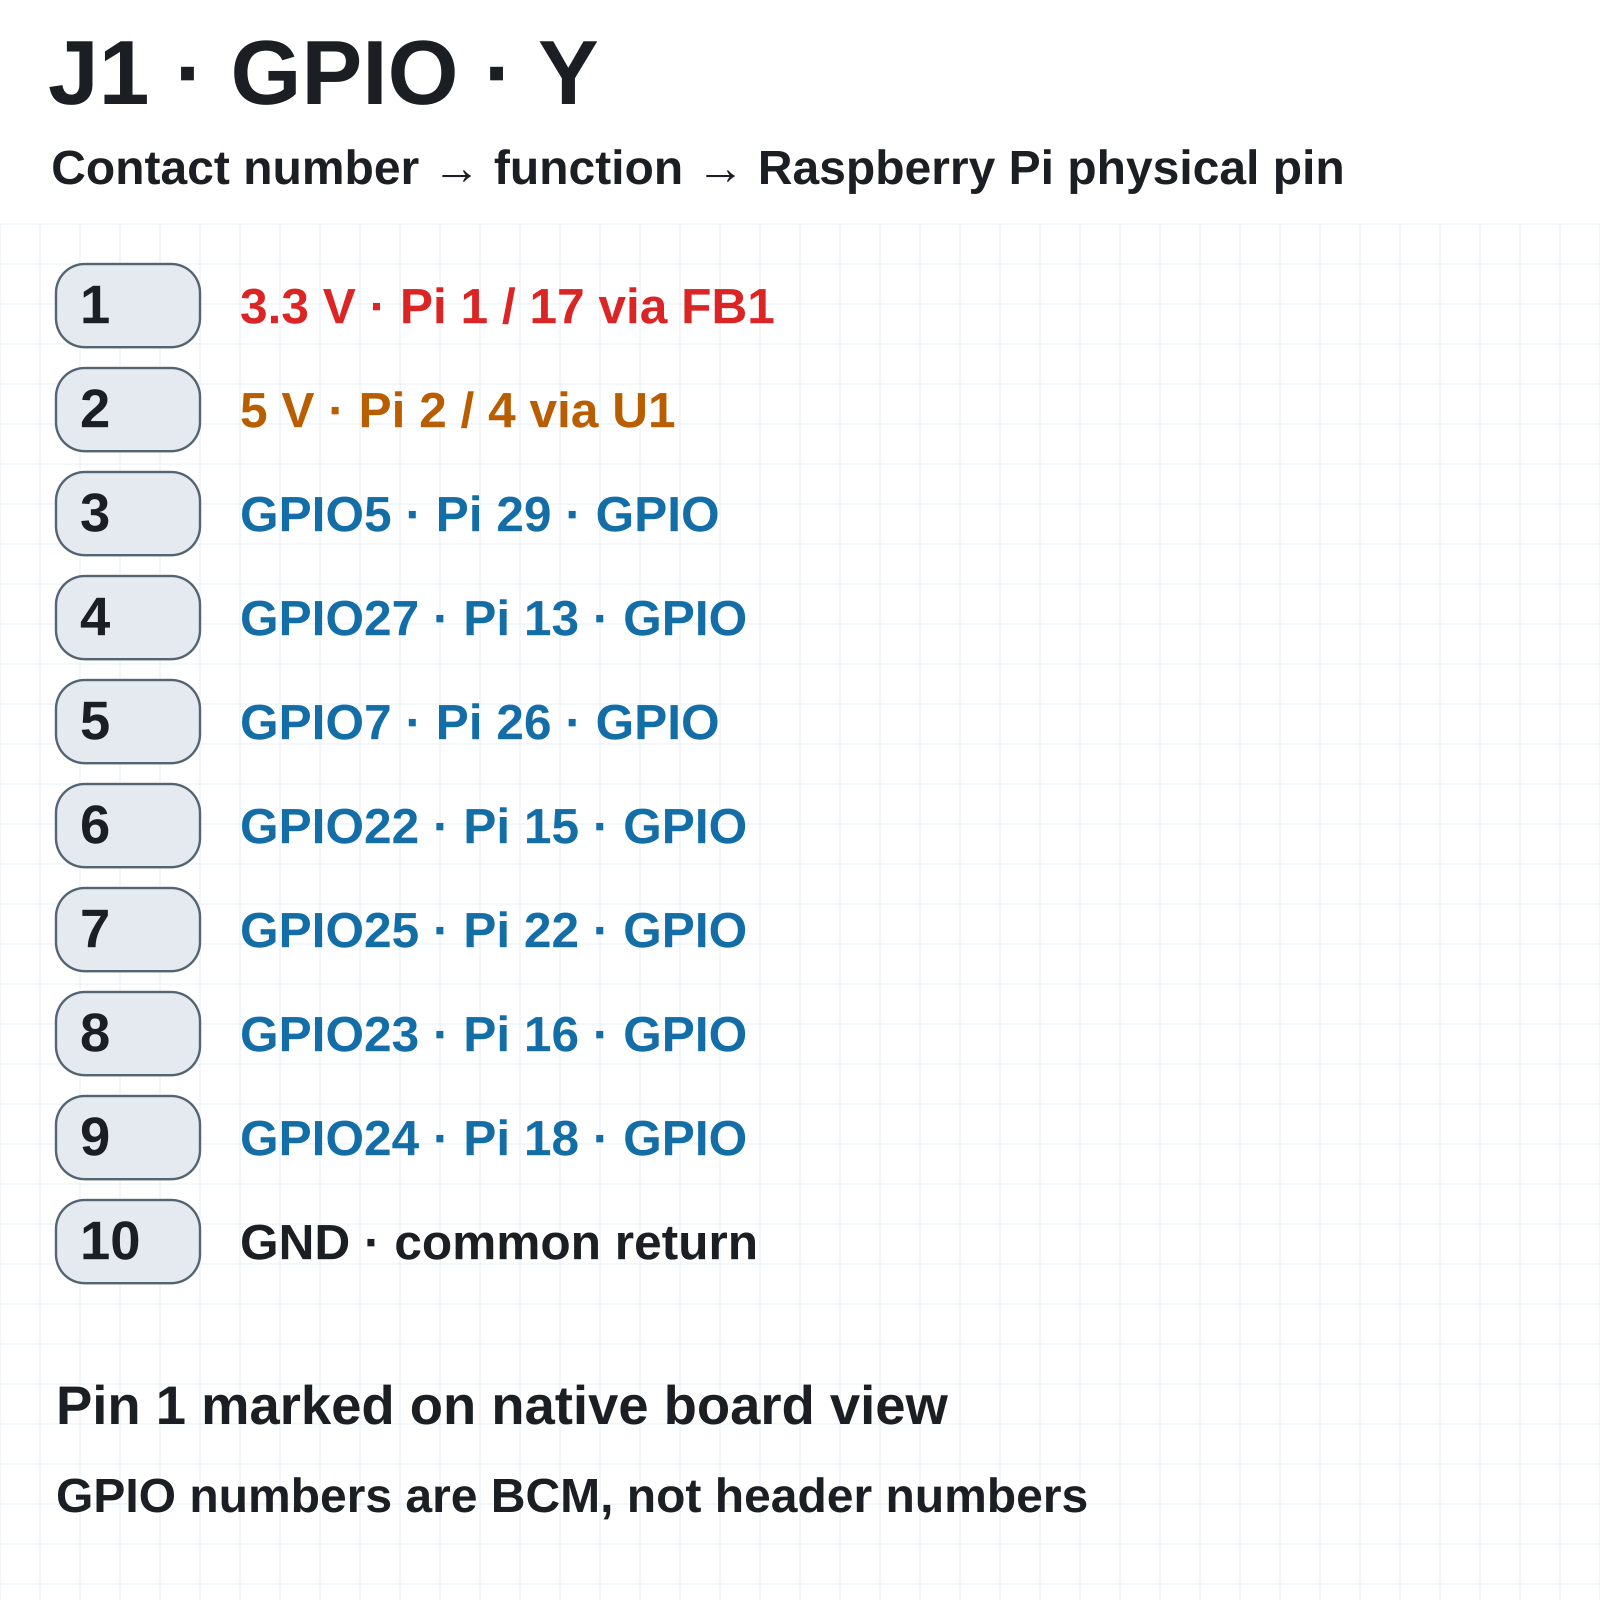 J1 · GPIO · Y
Contact number → function → Raspberry Pi physical pin
1 3.3 V · Pi 1 / 17 via FB1
2 5 V · Pi 2 / 4 via U1
3 GPIO5 · Pi 29 · GPIO
4 GPIO27 · Pi 13 · GPIO
5 GPIO7 · Pi 26 · GPIO
6 GPIO22 · Pi 15 · GPIO
7 GPIO25 · Pi 22 · GPIO
8 GPIO23 · Pi 16 · GPIO
9 GPIO24 · Pi 18 · GPIO
10 GND · common return
Pin 1 marked on native board view
GPIO numbers are BCM, not header numbers